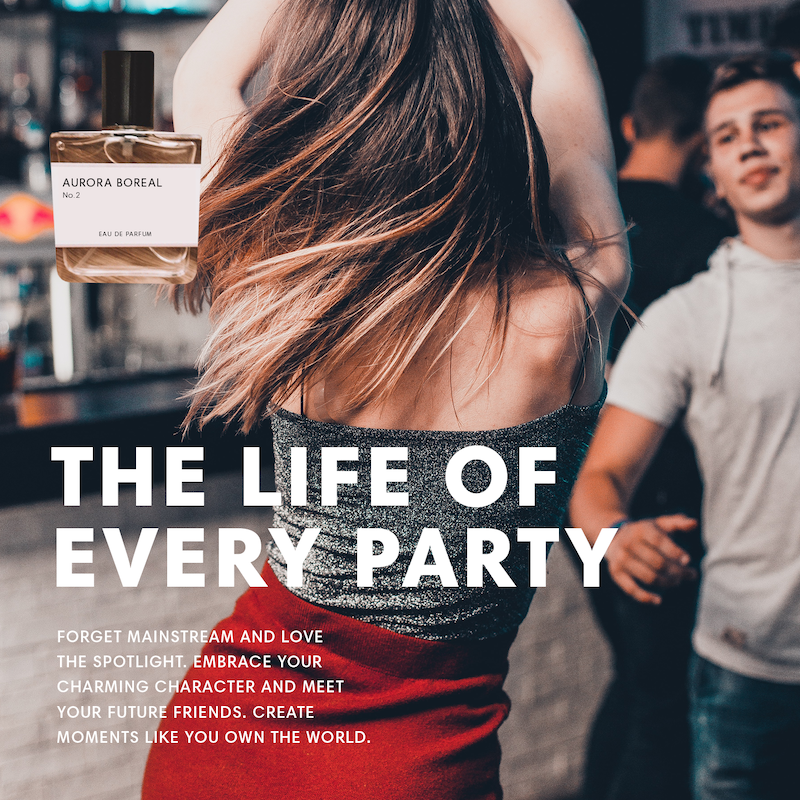 AURORA BOREAL
No.2
EAU DE PARFUM
THE LIFE OF
EVERY PARTY
FORGET MAINSTREAM AND LOVE
THE SPOTLIGHT. EMBRACE YOUR
CHARMING CHARACTER AND MEET
YOUR FUTURE FRIENDS. CREATE
MOMENTS LIKE YOU OWN THE WORLD.